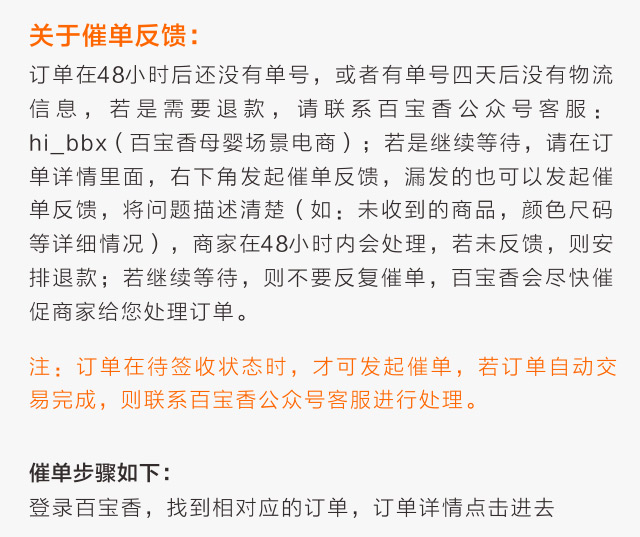 关于催单反馈：
订单在48小时后还没有单号，或者有单号四天后没有物流
信息，若是需要退款，请联系百宝香公众号客服：
hi_bbx（百宝香母婴场景电商）；若是继续等待，请在订
单详情里面，右下角发起催单反馈，漏发的也可以发起催
单反馈，将问题描述清楚（如：未收到的商品，颜色尺码
等详细情况），商家在48小时内会处理，若未反馈，则安
排退款；若继续等待，则不要反复催单，百宝香会尽快催
促商家给您处理订单。
注：订单在待签收状态时，才可发起催单，若订单自动交
易完成，则联系百宝香公众号客服进行处理。
催单步骤如下：
登录百宝香，找到相对应的订单，订单详情点击进去